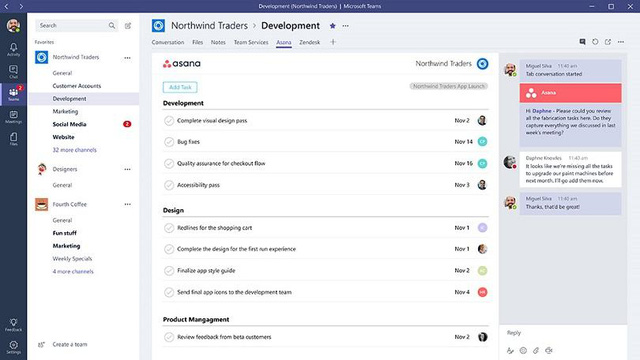 Development (Northwind Traders) | Microsoft Teams
Activity
Chat
2
Teams
Meetings
Files
Feedback
Settings
Search
Favorites
Northwind Traders
General
Customer Accounts
Development
Marketing
Social Media 2
Website
32 more channels
Designers
General
Fourth Coffee
General
Fun stuff
Marketing
Weekly Specials
4 more channels
Create a team
Northwind Traders > Development
Conversation Files Notes Team Services Asana Zendesk
asana
Northwind Traders
Add Task
Northwind Traders App Launch
Development
Complete visual design pass Nov 2
Bug fixes Nov 14
Quality assurance for checkout flow Nov 16
Accessibility pass Nov 3
Design
Redlines for the shopping cart Nov 1
Complete the design for the first run experience Nov 1
Finalize app style guide Nov 2
Send final app icons to the development team Nov 4
Product Mangagment
Review feedback from beta customers Nov 2
Miguel Silva 11:40 am
Tab conversation started
Asana
Hi Daphne - Please could you review
all the fabrication tasks here. Do they
capture everything we discussed in last
week's meeting?
Daphne Knowles 11:43 am
It looks like we're missing all the tasks
to upgrade our paint machines before
next month. I'll go add them now.
Miguel Silva 11:40 am
Thanks, that'd be great!
Reply